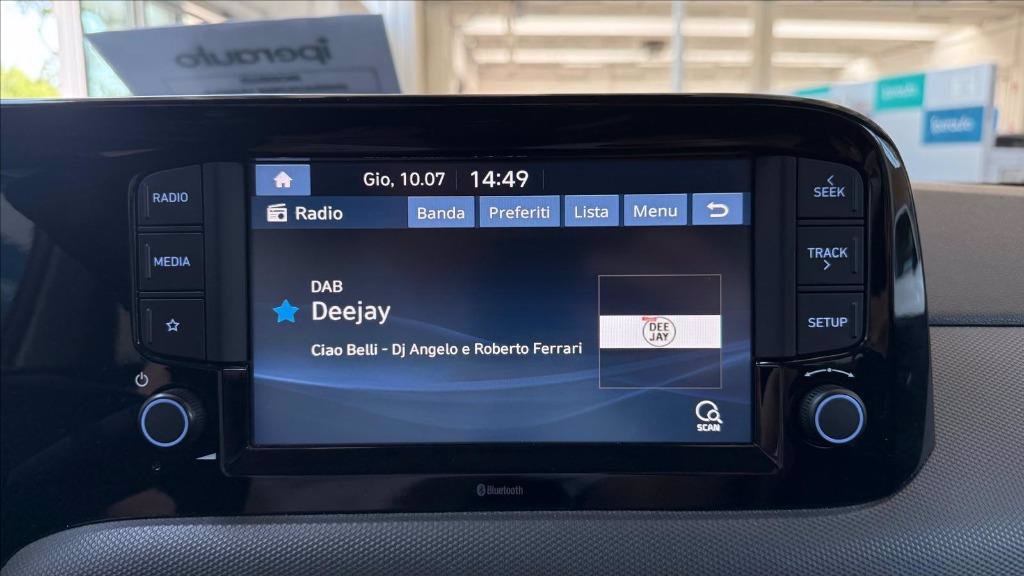 iperauto
iperauto
RADIO
MEDIA
Gio, 10.07 14:49
Radio
Banda
Preferiti
Lista
Menu
DAB
Deejay
Ciao Belli - Dj Angelo e Roberto Ferrari
DEE
JAY
SCAN
< SEEK
TRACK >
SETUP
Bluetooth